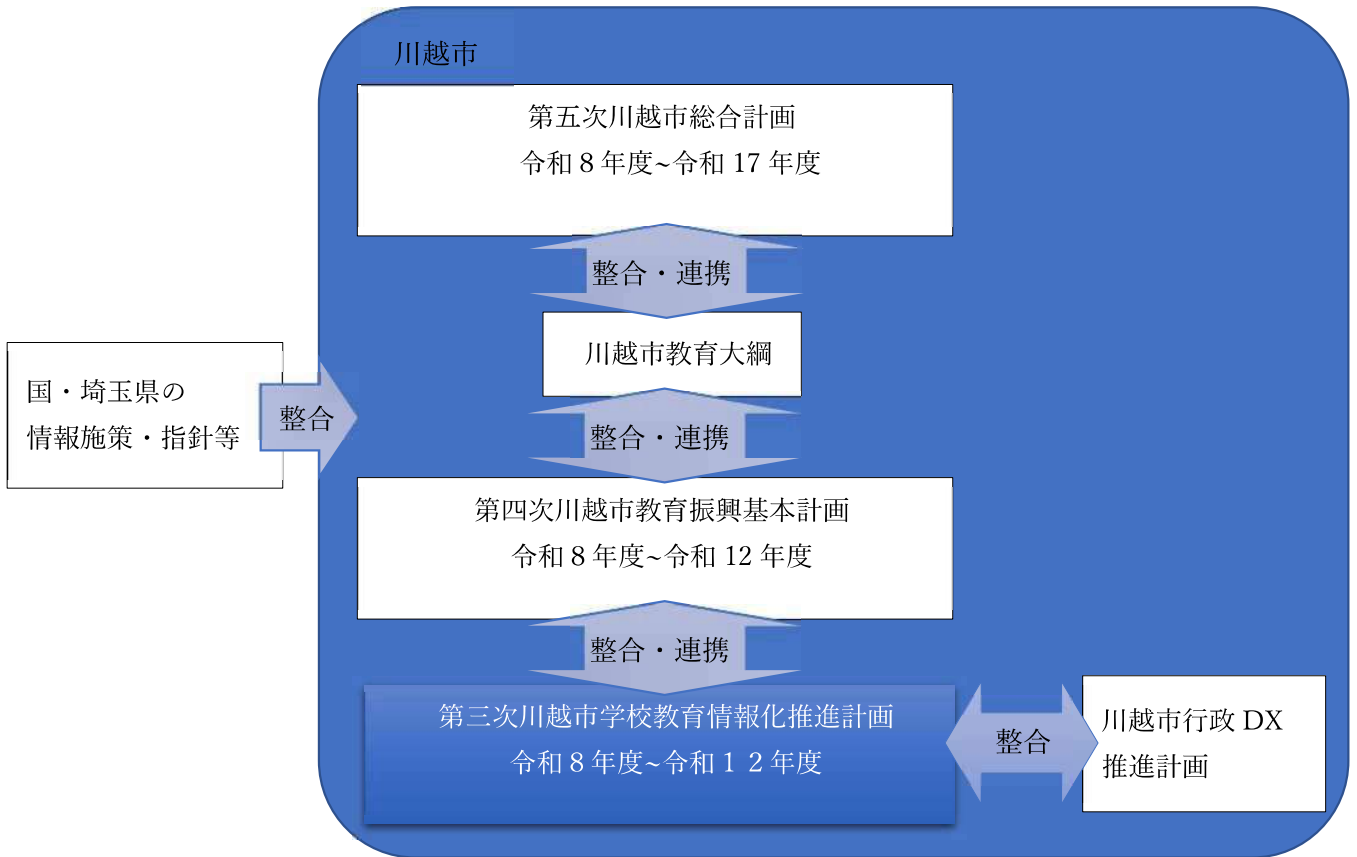 川越市
第五次川越市総合計画
令和8年度~令和17年度
整合・連携
川越市教育大綱
国・埼玉県の
情報施策・指針等
整合
整合・連携
第四次川越市教育振興基本計画
令和8年度~令和12年度
整合・連携
第三次川越市学校教育情報化推進計画
令和8年度~令和12年度
整合
川越市行政DX
推進計画